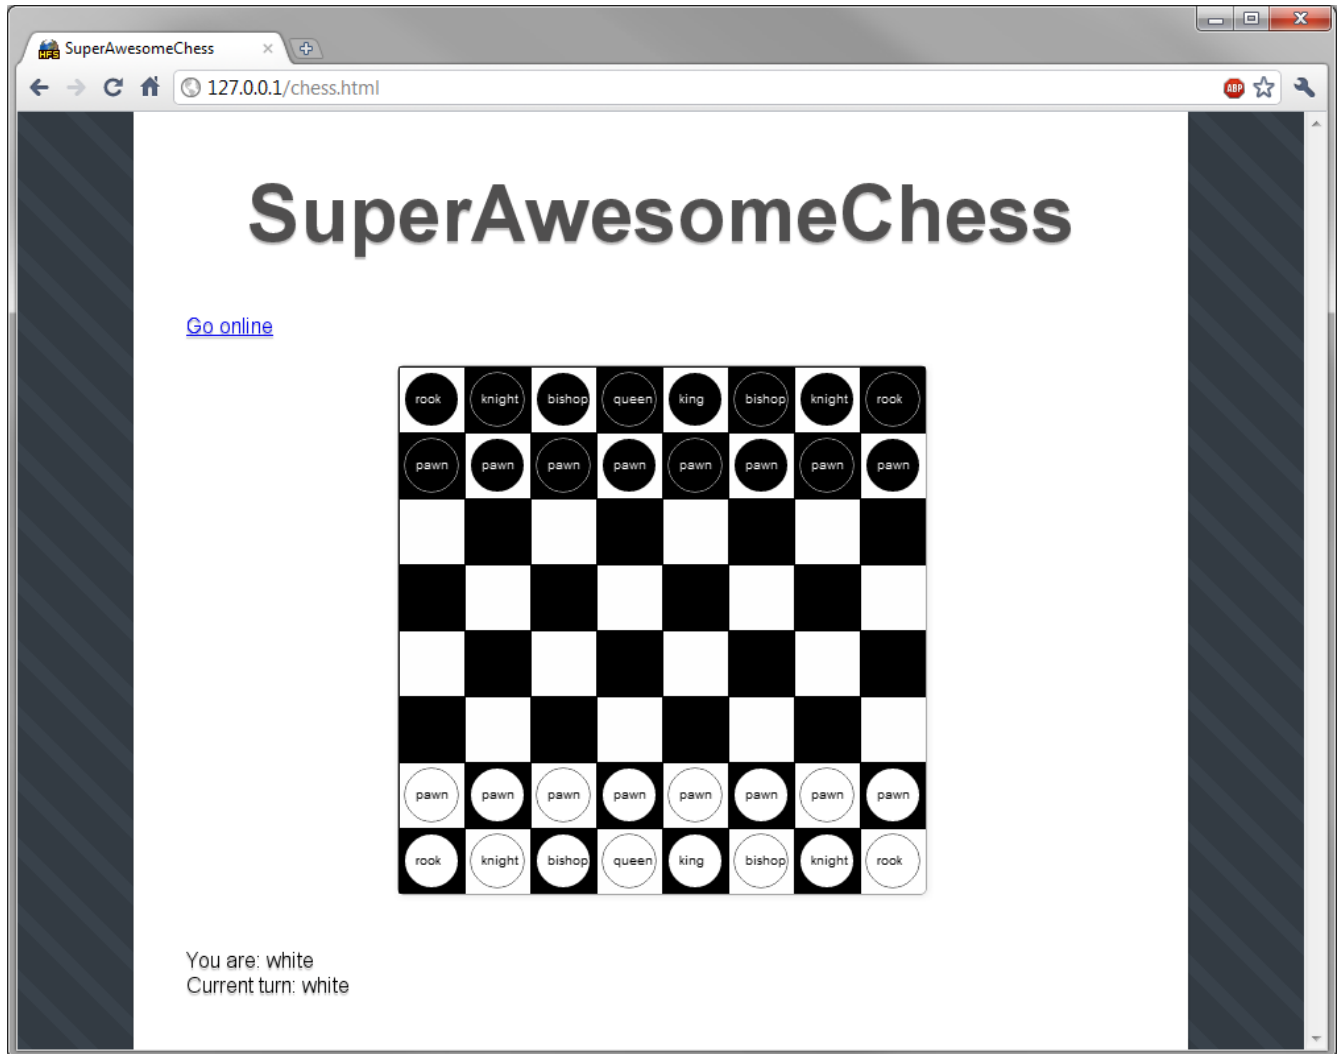 SuperAwesomeChess
127.0.0.1/chess.html
ABP
HFS
SuperAwesomeChess
Go online
rook knight bishop queen king bishop knight rook
pawn pawn pawn pawn pawn pawn pawn pawn
pawn pawn pawn pawn pawn pawn pawn pawn
rook knight bishop queen king bishop knight rook
You are: white
Current turn: white